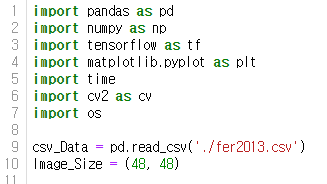 1 import pandas as pd
2 import numpy as np
3 import tensorflow as tf
4 import matplotlib.pyplot as plt
5 import time
6 import cv2 as cv
7 import os
8
9 csv_Data = pd.read_csv('./fer2013.csv')
10 Image_Size = (48, 48)
11